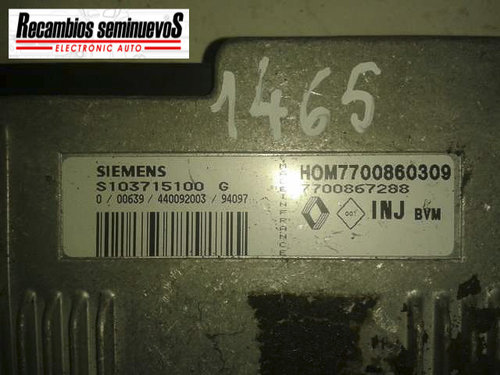 Recambios seminuevoS
ELECTRONIC AUTO
1465
SIEMENS
S103715100 G
0 / 00639 / 440092003 / 94097
MADE IN FRANCE
HOM7700860309
7700867288
INJ BVM